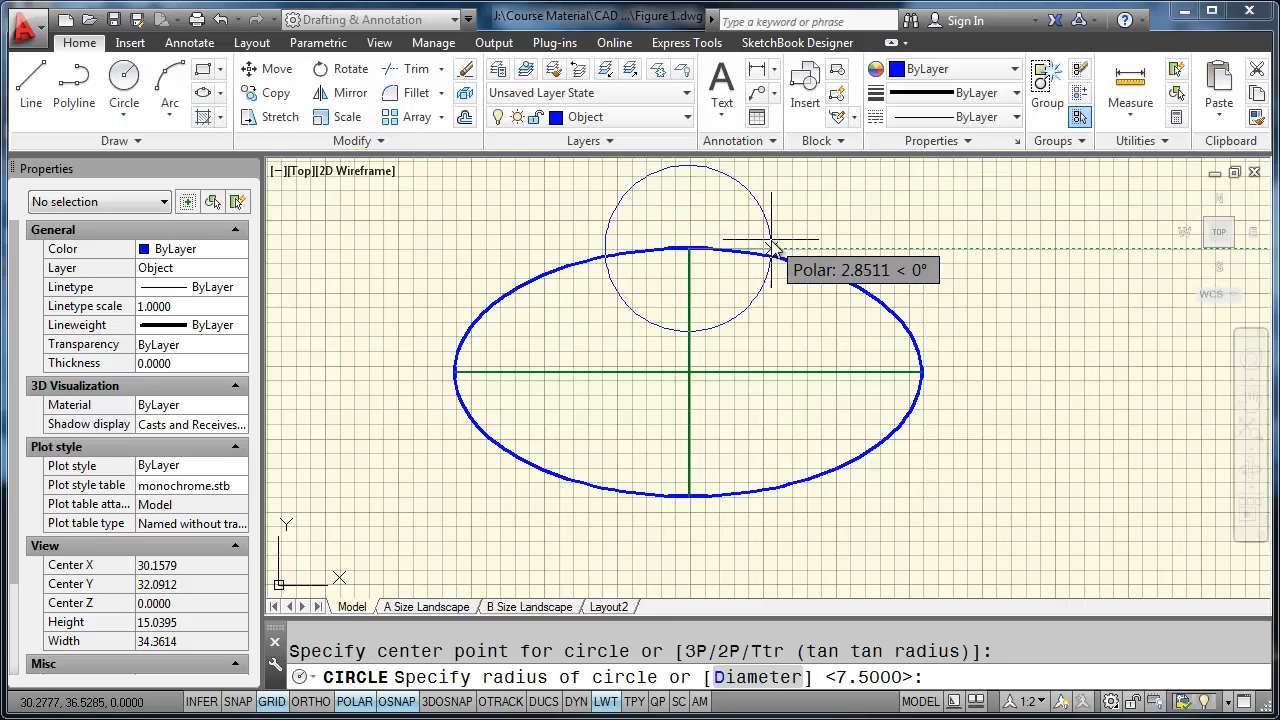 Drafting & Annotation
J:\Course Material\CAD ...\Figure 1.dwg
Type a keyword or phrase
Sign In
Home
Insert
Annotate
Layout
Parametric
View
Manage
Output
Plug-ins
Online
Express Tools
SketchBook Designer
Line
Polyline
Circle
Arc
Draw
Move
Rotate
Trim
Copy
Mirror
Fillet
Stretch
Scale
Array
Modify
Unsaved Layer State
Object
Layers
Text
Annotation
Insert
Block
ByLayer
ByLayer
ByLayer
Properties
Group
Groups
Measure
Utilities
Paste
Clipboard
Properties
No selection
General
Color ByLayer
Layer Object
Linetype ByLayer
Linetype scale 1.0000
Lineweight ByLayer
Transparency ByLayer
Thickness 0.0000
3D Visualization
Material ByLayer
Shadow display Casts and Receives...
Plot style
Plot style ByLayer
Plot style table monochrome.stb
Plot table atta... Model
Plot table type Named without tra...
View
Center X 30.1579
Center Y 32.0912
Center Z 0.0000
Height 15.0395
Width 34.3614
Misc
[−][Top][2D Wireframe]
N
W
TOP
E
S
WCS
Polar: 2.8511 < 0°
Y
X
Model
A Size Landscape
B Size Landscape
Layout2
Specify center point for circle or [3P/2P/Ttr (tan tan radius)]:
CIRCLE Specify radius of circle or [Diameter] <7.5000>:
30.2777, 36.5285, 0.0000
INFER
SNAP
GRID
ORTHO
POLAR
OSNAP
3DOSNAP
OTRACK
DUCS
DYN
LWT
TPY
QP
SC
AM
MODEL
1:2